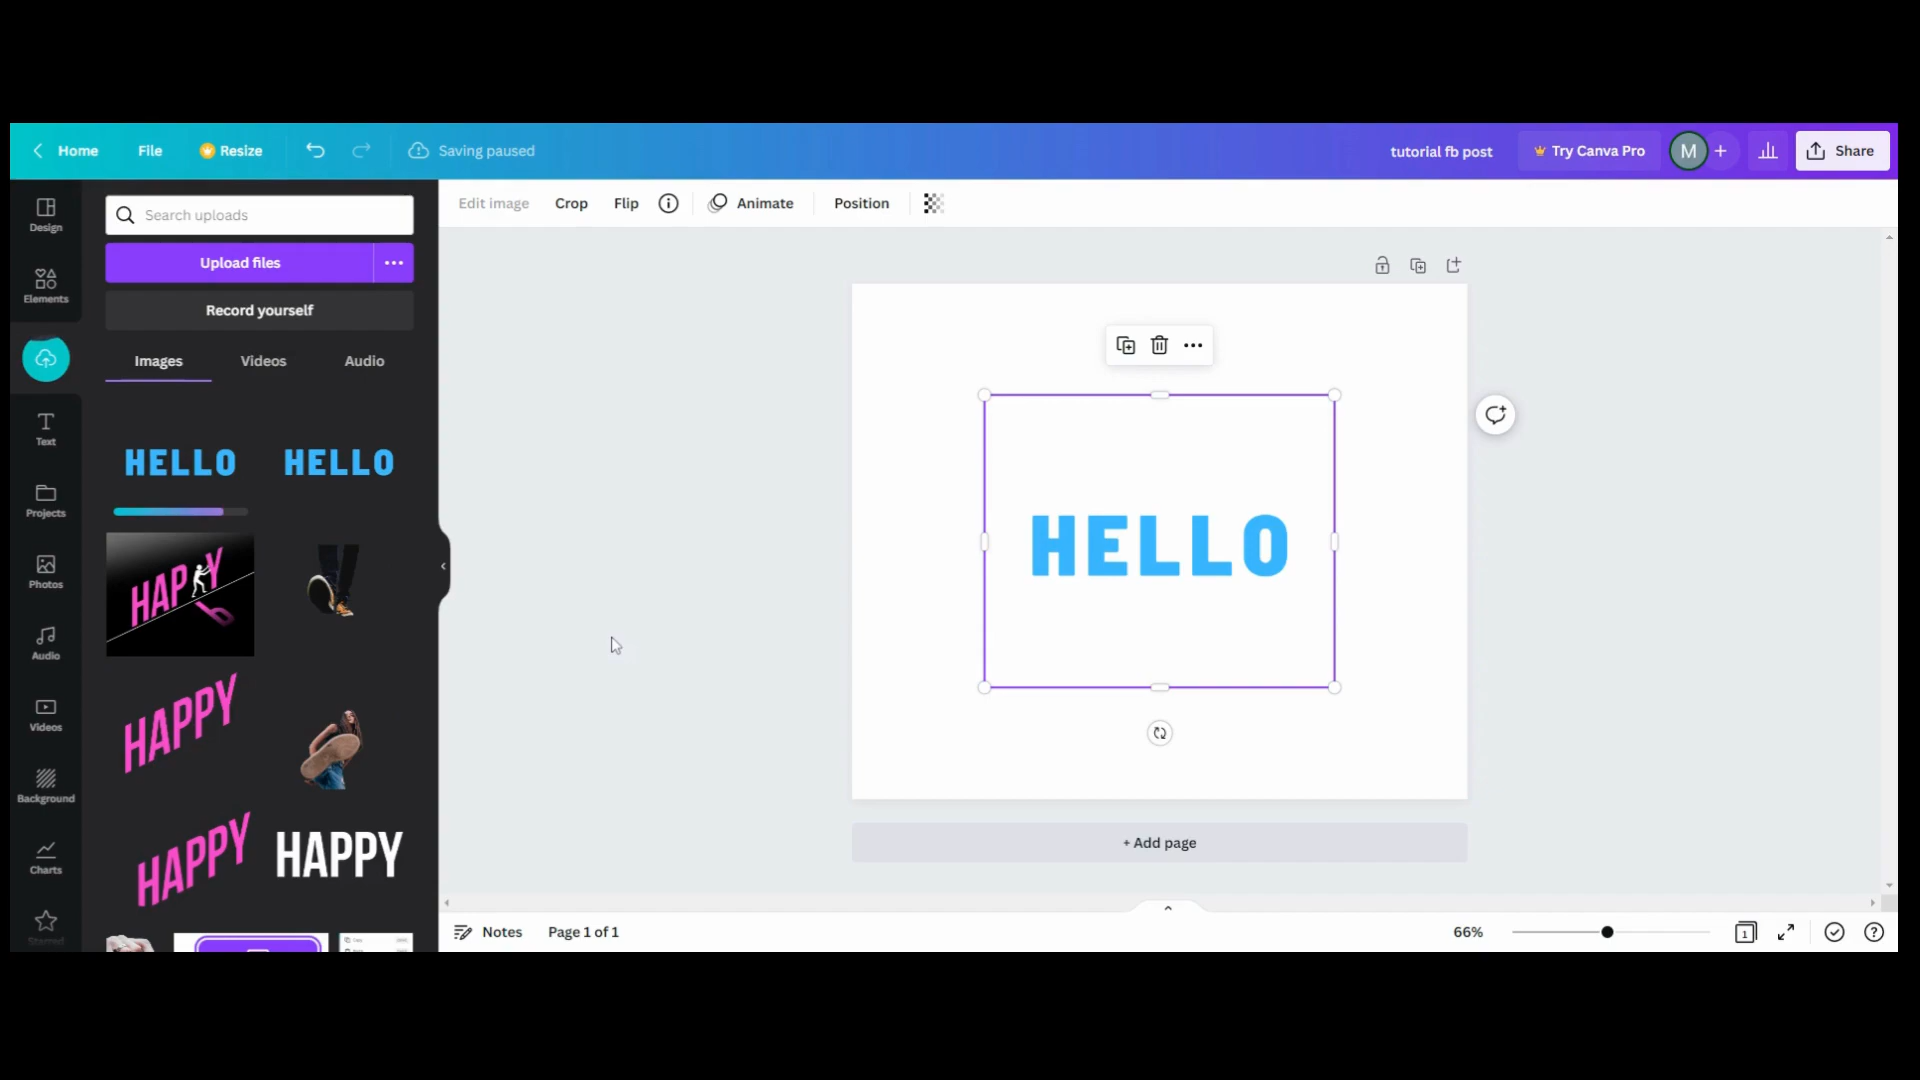 Home File Resize Saving paused tutorial fb post Try Canva Pro M + Share
Design
Elements
Text
Projects
Photos
Audio
Videos
Background
Charts
Starred
Search uploads
Upload files
Record yourself
Images Videos Audio
HELLO HELLO
HAPPY
HAPPY
HAPPY HAPPY
Edit image Crop Flip Animate Position
HELLO
+ Add page
Notes Page 1 of 1 66% 1